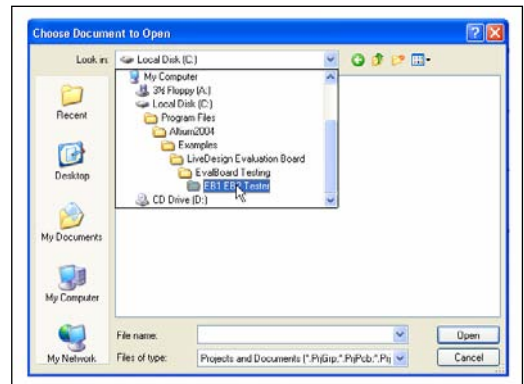 Choose Document to Open
Look in:
Local Disk (C:)
My Computer
3½ Floppy (A:)
Local Disk (C:)
Program Files
Altium2004
Examples
LiveDesign Evaluation Board
EvalBoard Testing
EB1 EB2 Tester
CD Drive (D:)
Recent
Desktop
My Documents
My Computer
My Network
File name:
Open
Files of type:
Projects and Documents (*.PrjGrp;*.PrjPcb;*.Prj
Cancel